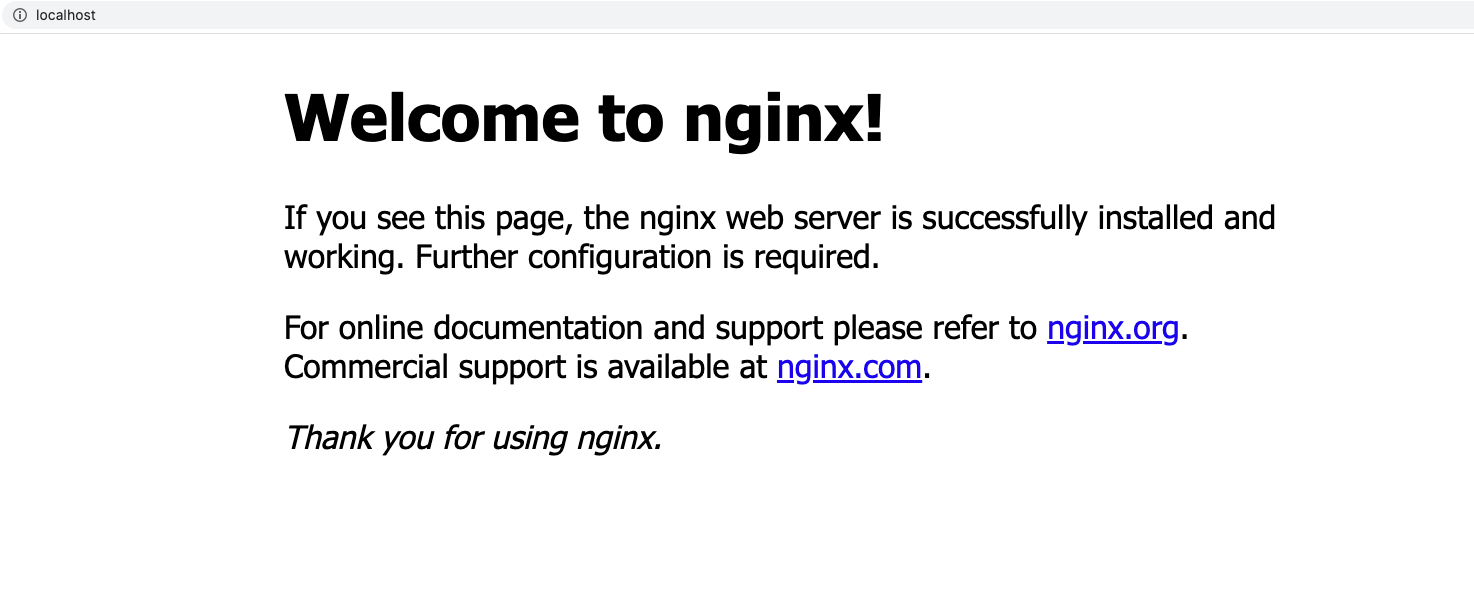 localhost
Welcome to nginx!
If you see this page, the nginx web server is successfully installed and
working. Further configuration is required.
For online documentation and support please refer to nginx.org.
Commercial support is available at nginx.com.
Thank you for using nginx.